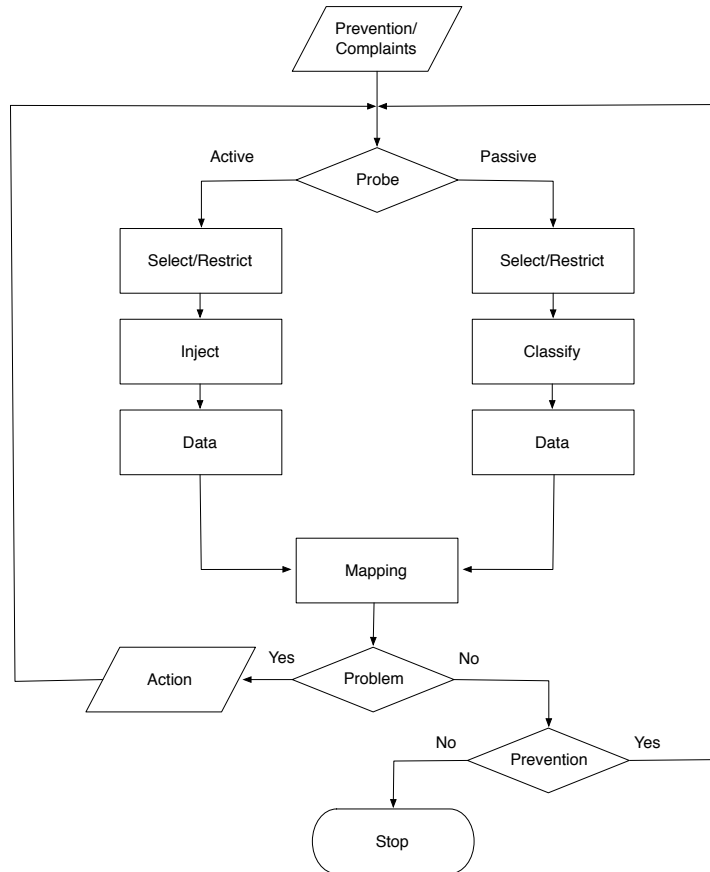 Prevention/
Complaints
Active
Passive
Probe
Select/Restrict
Select/Restrict
Inject
Classify
Data
Data
Mapping
Yes
No
Action
Problem
No
Yes
Prevention
Stop